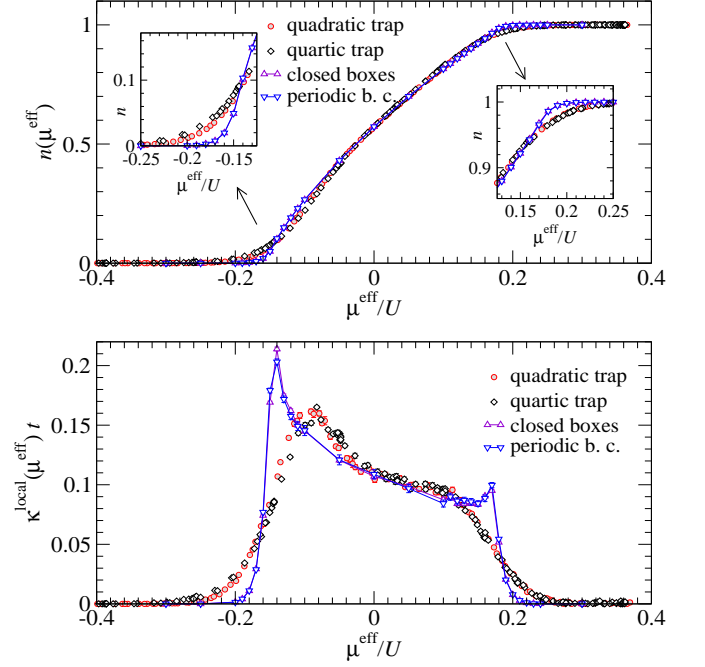 quadratic trap
quartic trap
closed boxes
periodic b. c.
n(μ^eff)
1
0.5
0
-0.4 -0.2 0 0.2 0.4
μ^eff/U
n
0.1
0
-0.25 -0.2 -0.15
μ^eff/U
n
1
0.9
0.15 0.20 0.25
μ^eff/U
κ^local(μ^eff) t
0.2
0.15
0.1
0.05
0
quadratic trap
quartic trap
closed boxes
periodic b. c.
-0.4 -0.2 0 0.2 0.4
μ^eff/U